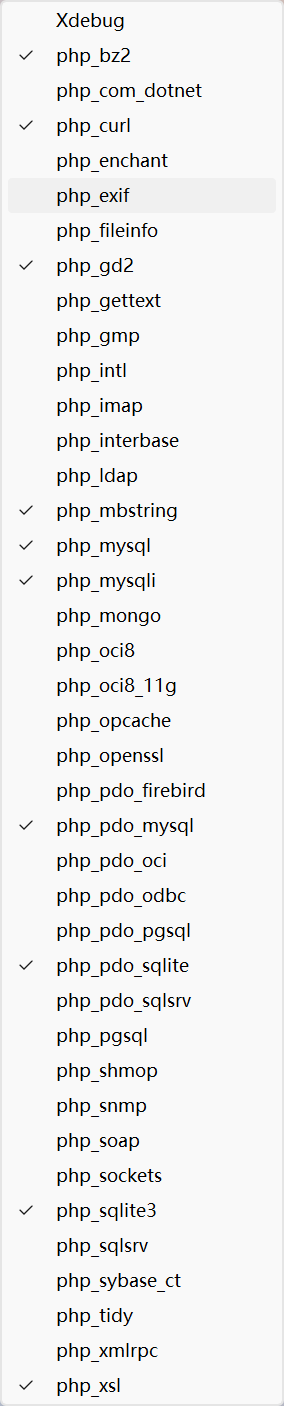 Xdebug
php_bz2
php_com_dotnet
php_curl
php_enchant
php_exif
php_fileinfo
php_gd2
php_gettext
php_gmp
php_intl
php_imap
php_interbase
php_ldap
php_mbstring
php_mysql
php_mysqli
php_mongo
php_oci8
php_oci8_11g
php_opcache
php_openssl
php_pdo_firebird
php_pdo_mysql
php_pdo_oci
php_pdo_odbc
php_pdo_pgsql
php_pdo_sqlite
php_pdo_sqlsrv
php_pgsql
php_shmop
php_snmp
php_soap
php_sockets
php_sqlite3
php_sqlsrv
php_sybase_ct
php_tidy
php_xmlrpc
php_xsl